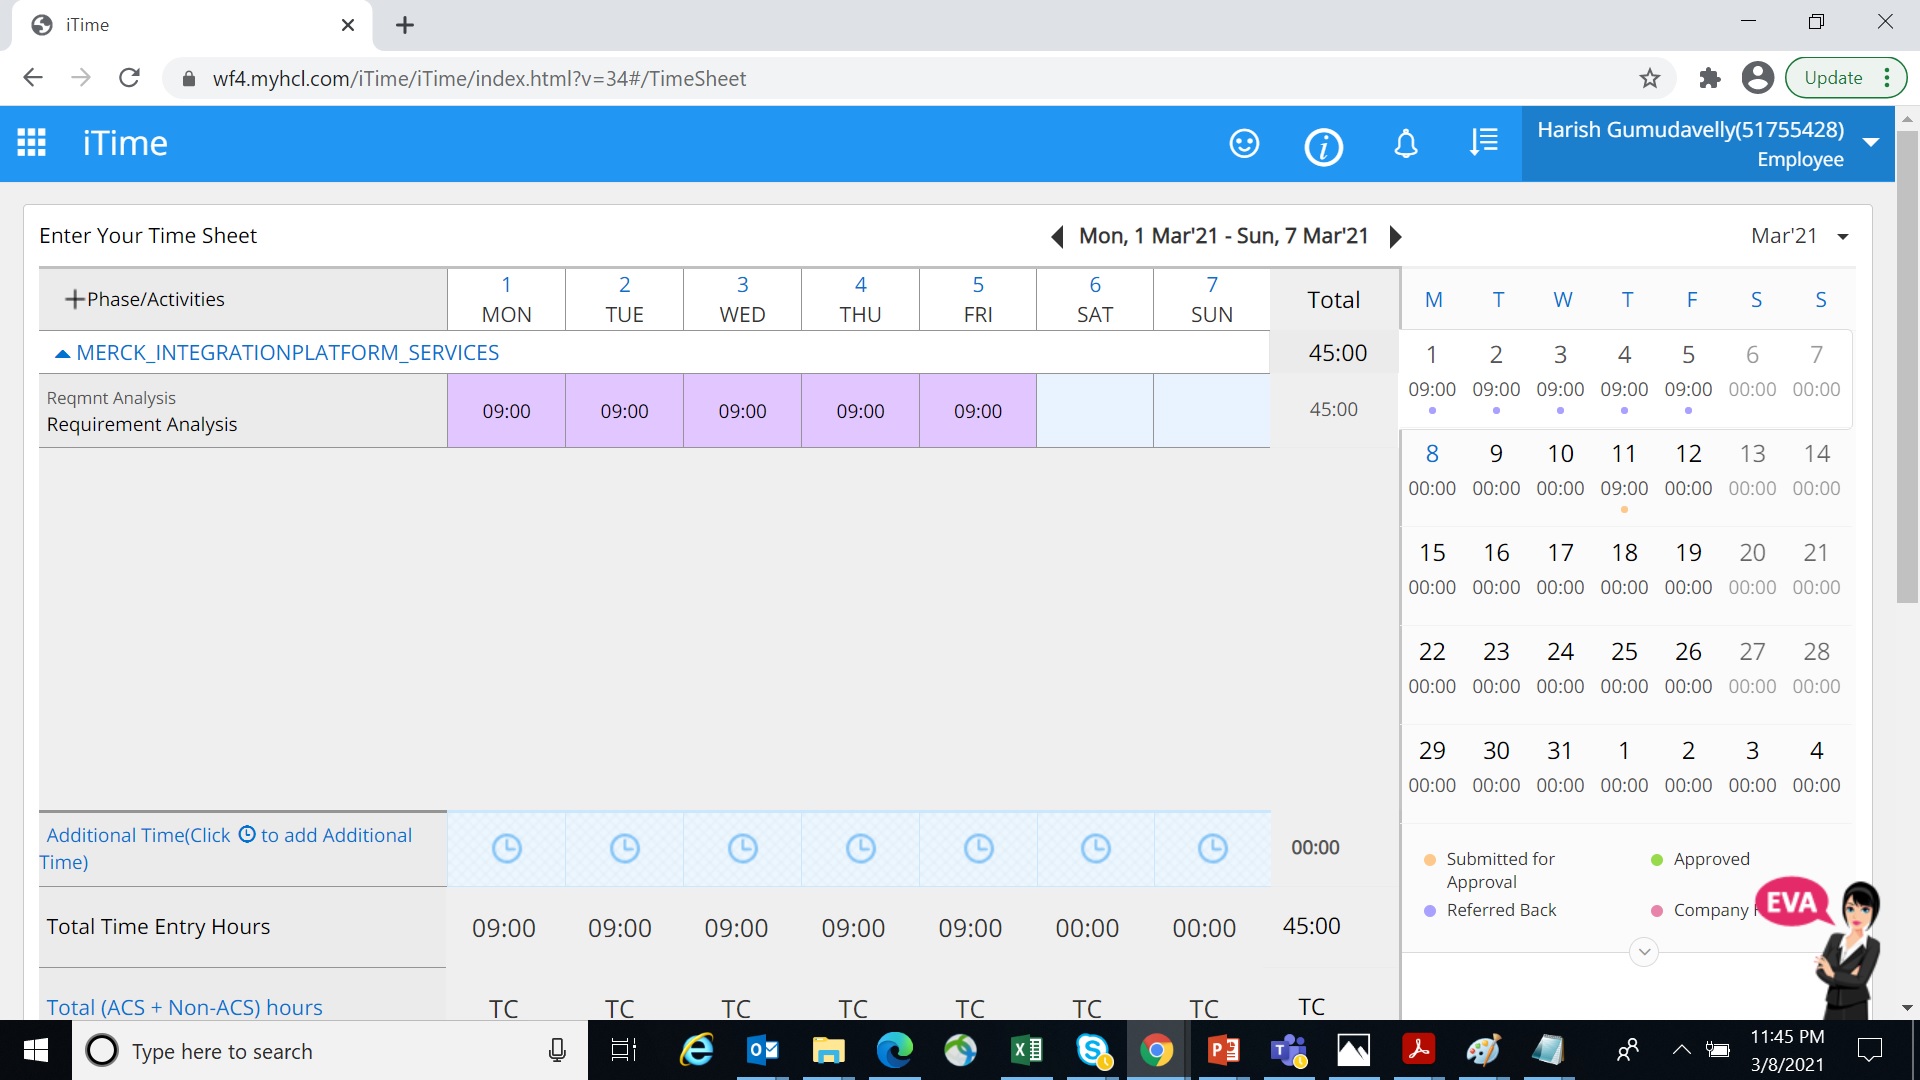 iTime
wf4.myhcl.com/iTime/iTime/index.html?v=34#/TimeSheet
Update
iTime
Harish Gumudavelly(51755428)
Employee
Enter Your Time Sheet
Mon, 1 Mar'21 - Sun, 7 Mar'21
Mar'21
Phase/Activities
1 2 3 4 5 6 7
MON TUE WED THU FRI SAT SUN
Total
MERCK_INTEGRATIONPLATFORM_SERVICES
45:00
Reqmnt Analysis
Requirement Analysis
09:00 09:00 09:00 09:00 09:00
45:00
Additional Time(Click to add Additional
Time)
00:00
Total Time Entry Hours
09:00 09:00 09:00 09:00 09:00 00:00 00:00 45:00
Total (ACS + Non-ACS) hours
TC TC TC TC TC TC TC TC
M T W T F S S
1 2 3 4 5 6 7
09:00 09:00 09:00 09:00 09:00 00:00 00:00
8 9 10 11 12 13 14
00:00 00:00 00:00 09:00 00:00 00:00 00:00
15 16 17 18 19 20 21
00:00 00:00 00:00 00:00 00:00 00:00 00:00
22 23 24 25 26 27 28
00:00 00:00 00:00 00:00 00:00 00:00 00:00
29 30 31 1 2 3 4
00:00 00:00 00:00 00:00 00:00 00:00 00:00
Submitted for
Approval
Approved
Referred Back
Company
EVA
Type here to search
11:45 PM
3/8/2021